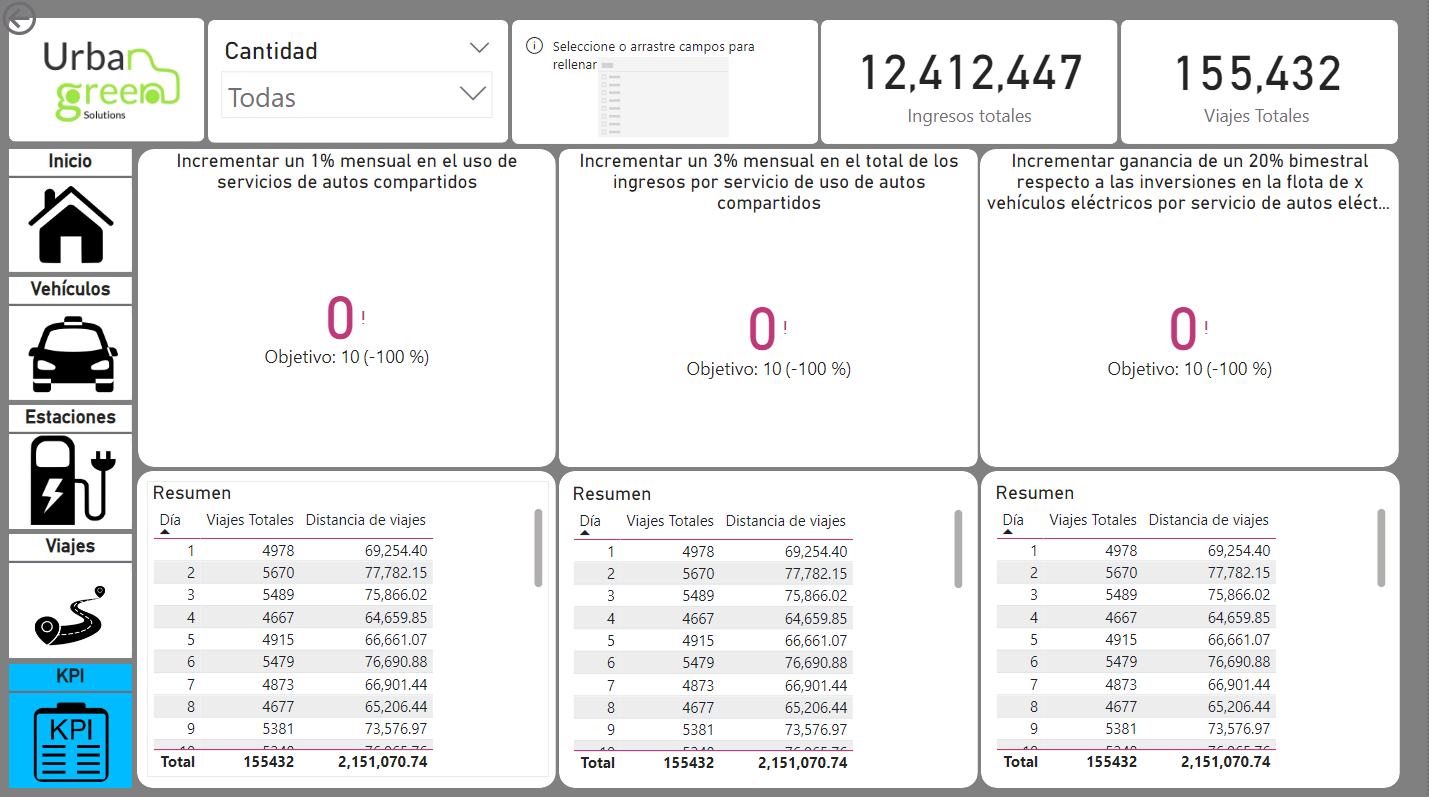 Urban
green
Solutions
Cantidad
Todas
Seleccione o arrastre campos para
rellenar
12,412,447
Ingresos totales
155,432
Viajes Totales
Inicio
Vehículos
Estaciones
Viajes
KPI
KPI
Incrementar un 1% mensual en el uso de
servicios de autos compartidos
0!
Objetivo: 10 (-100 %)
Incrementar un 3% mensual en el total de los
ingresos por servicio de uso de autos
compartidos
0!
Objetivo: 10 (-100 %)
Incrementar ganancia de un 20% bimestral
respecto a las inversiones en la flota de x
vehículos eléctricos por servicio de autos eléct...
0!
Objetivo: 10 (-100 %)
Resumen
Día Viajes Totales Distancia de viajes
1 4978 69,254.40
2 5670 77,782.15
3 5489 75,866.02
4 4667 64,659.85
5 4915 66,661.07
6 5479 76,690.88
7 4873 66,901.44
8 4677 65,206.44
9 5381 73,576.97
Total 155432 2,151,070.74
Resumen
Día Viajes Totales Distancia de viajes
1 4978 69,254.40
2 5670 77,782.15
3 5489 75,866.02
4 4667 64,659.85
5 4915 66,661.07
6 5479 76,690.88
7 4873 66,901.44
8 4677 65,206.44
9 5381 73,576.97
Total 155432 2,151,070.74
Resumen
Día Viajes Totales Distancia de viajes
1 4978 69,254.40
2 5670 77,782.15
3 5489 75,866.02
4 4667 64,659.85
5 4915 66,661.07
6 5479 76,690.88
7 4873 66,901.44
8 4677 65,206.44
9 5381 73,576.97
Total 155432 2,151,070.74